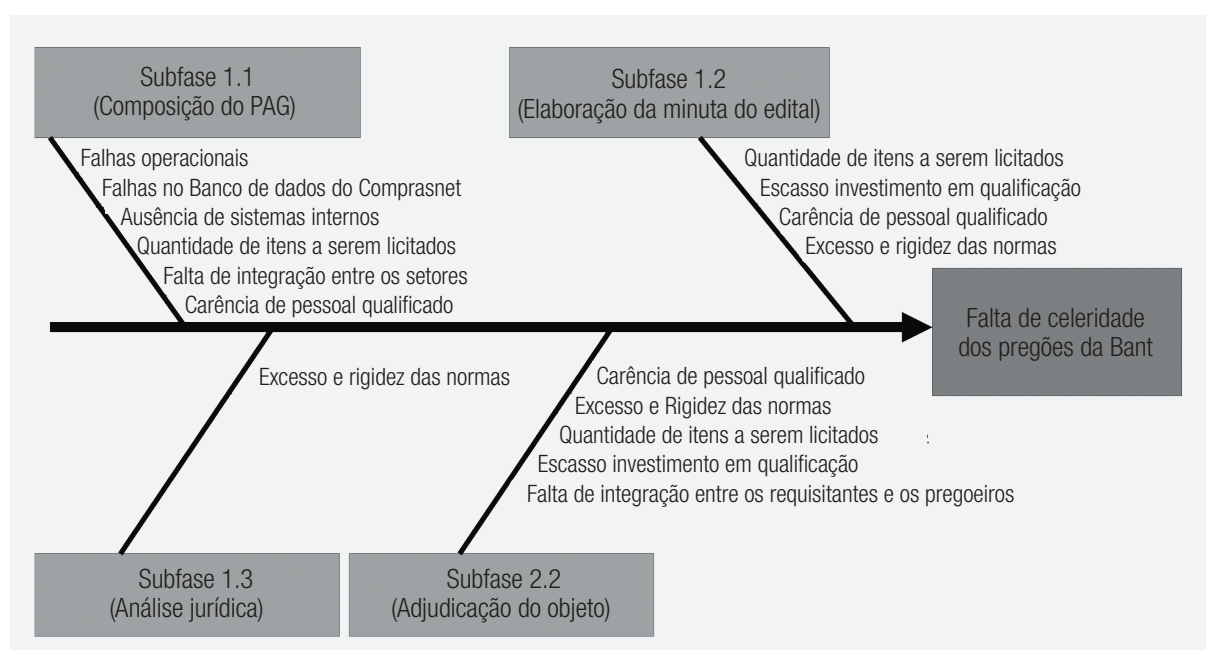 Subfase 1.1
(Composição do PAG)
Falhas operacionais
Falhas no Banco de dados do Comprasnet
Ausência de sistemas internos
Quantidade de itens a serem licitados
Falta de integração entre os setores
Carência de pessoal qualificado
Subfase 1.2
(Elaboração da minuta do edital)
Quantidade de itens a serem licitados
Escasso investimento em qualificação
Carência de pessoal qualificado
Excesso e rigidez das normas
Falta de celeridade
dos pregões da Bant
Excesso e rigidez das normas
Subfase 1.3
(Análise jurídica)
Carência de pessoal qualificado
Excesso e Rigidez das normas
Quantidade de itens a serem licitados
Escasso investimento em qualificação
Falta de integração entre os requisitantes e os pregoeiros
Subfase 2.2
(Adjudicação do objeto)